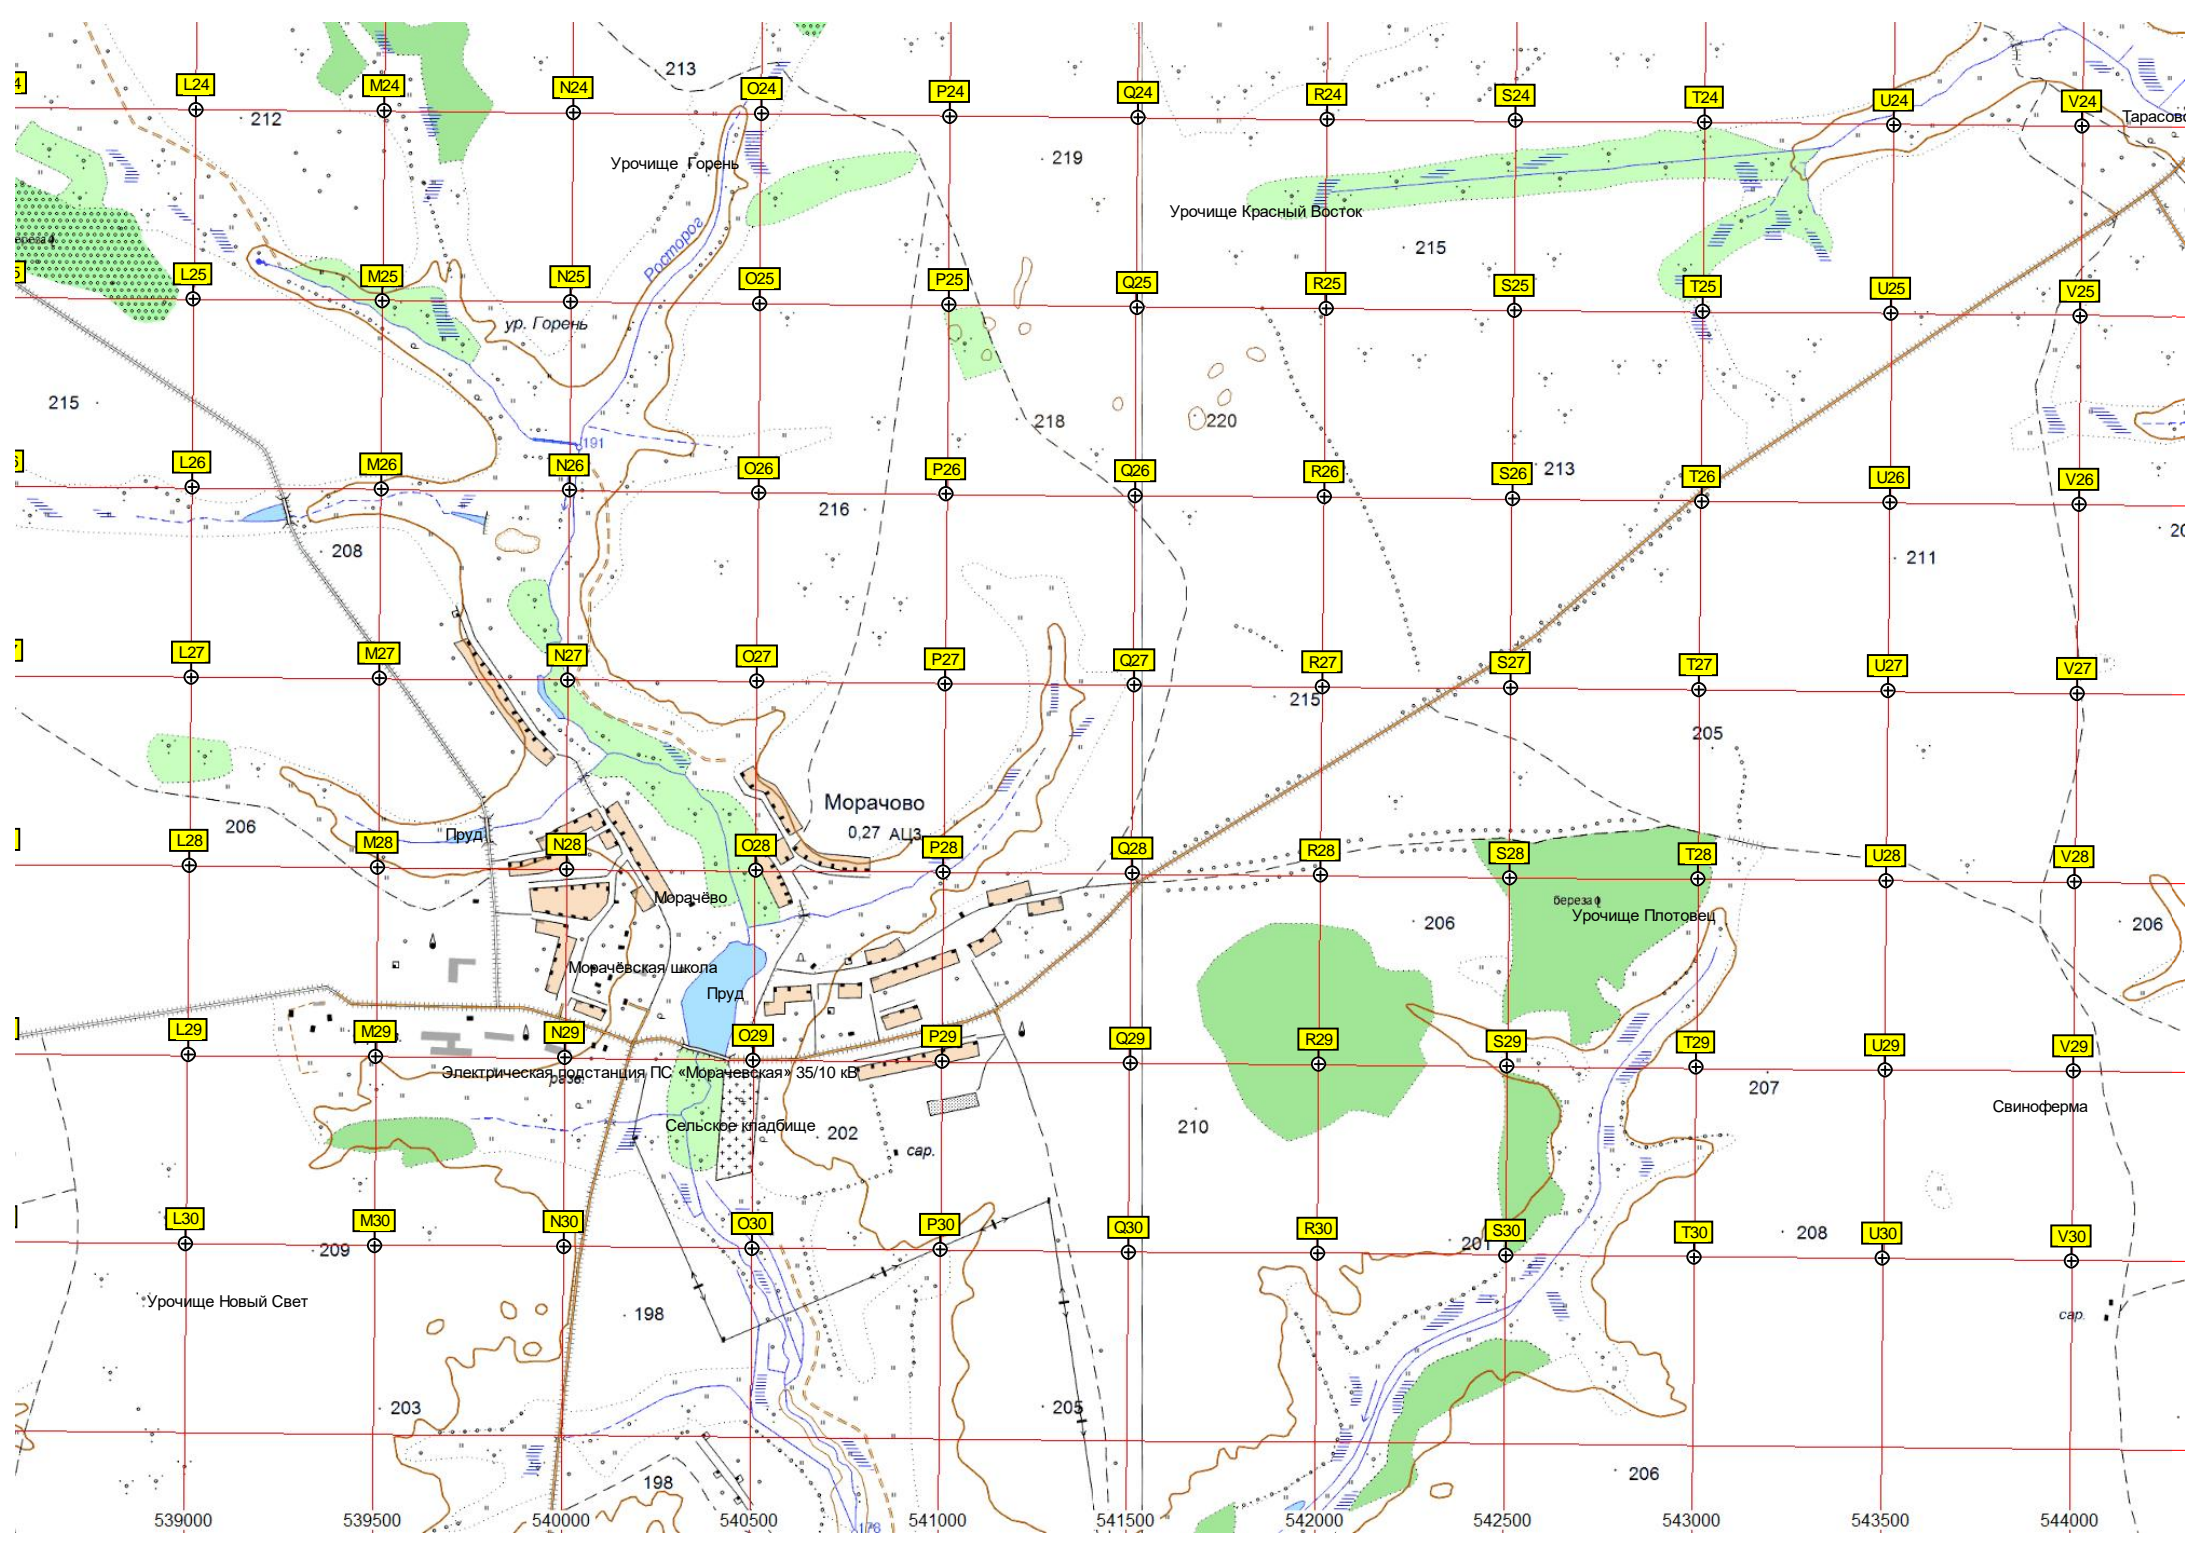 213
4
L24
M24
N24
O24
P24
Q24
R24
S24
T24
U24
V24
212
Тарасово
219
Урочище Горень
Урочище Красный Восток
215
Росторог
L25
M25
N25
O25
P25
Q25
R25
S25
T25
U25
V25
ур. Горень
215
218
220
191
L26
M26
N26
O26
P26
Q26
R26
S26
213
T26
U26
V26
216
208
211
L27
M27
N27
O27
P27
Q27
R27
S27
T27
U27
V27
215
205
Морачово
0,27 АЦЗ
206
Пруд
L28
M28
N28
O28
P28
Q28
R28
S28
T28
U28
V28
Морачёво
береза
Урочище Плотовец
206
206
Морачёвская школа
Пруд
L29
M29
N29
O29
P29
Q29
R29
S29
T29
U29
V29
Электрическая подстанция ПС «Морачевская» 35/10 кВ
разв.
207
Свиноферма
Сельское кладбище
202
210
сар.
L30
M30
N30
O30
P30
Q30
R30
S30
T30
U30
V30
209
201
208
Урочище Новый Свет
198
сар.
203
205
198
206
178
539000
539500
540000
540500
541000
541500
542000
542500
543000
543500
544000